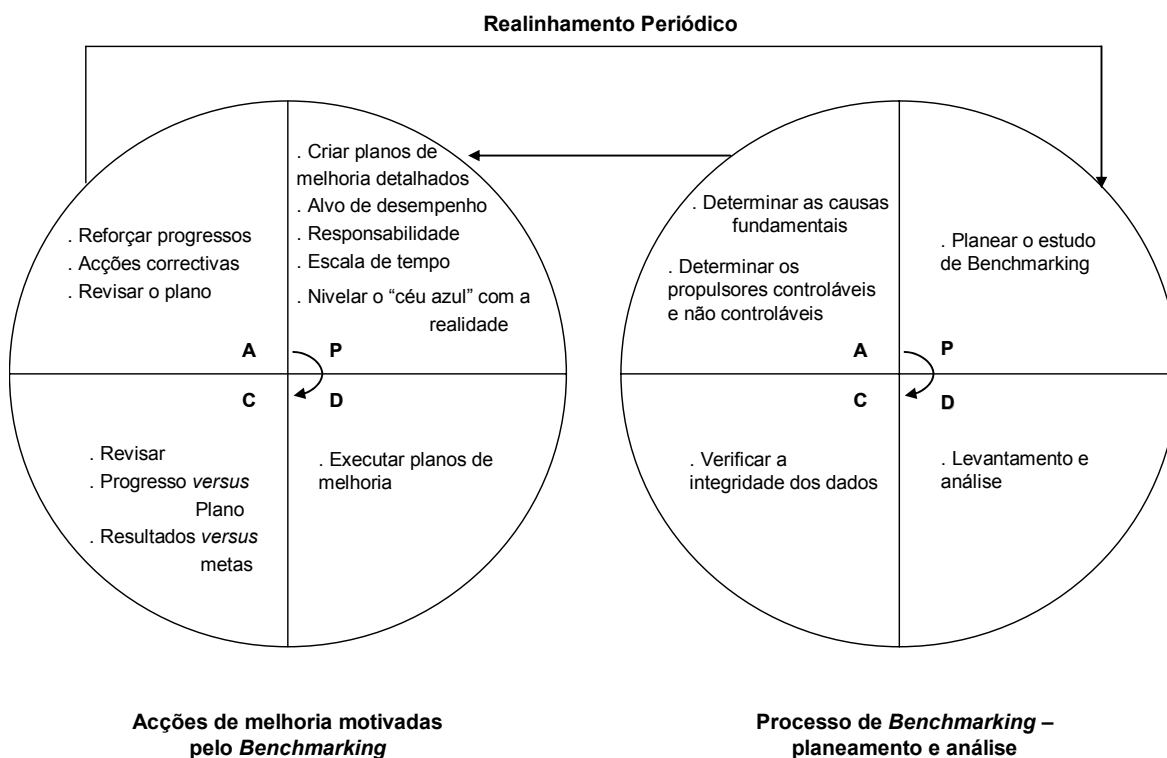 Realinhamento Periódico
. Reforçar progressos
. Acções correctivas
. Revisar o plano
A
. Criar planos de
melhoria detalhados
. Alvo de desempenho
. Responsabilidade
. Escala de tempo
. Nivelar o “céu azul” com a
realidade
P
C
. Revisar
. Progresso versus
Plano
. Resultados versus
metas
D
. Executar planos de
melhoria
. Determinar as causas
fundamentais
. Determinar os
propulsores controláveis
e não controláveis
A
. Planear o estudo
de Benchmarking
P
C
. Verificar a
integridade dos dados
D
. Levantamento e
análise
Acções de melhoria motivadas
pelo Benchmarking
Processo de Benchmarking –
planeamento e análise